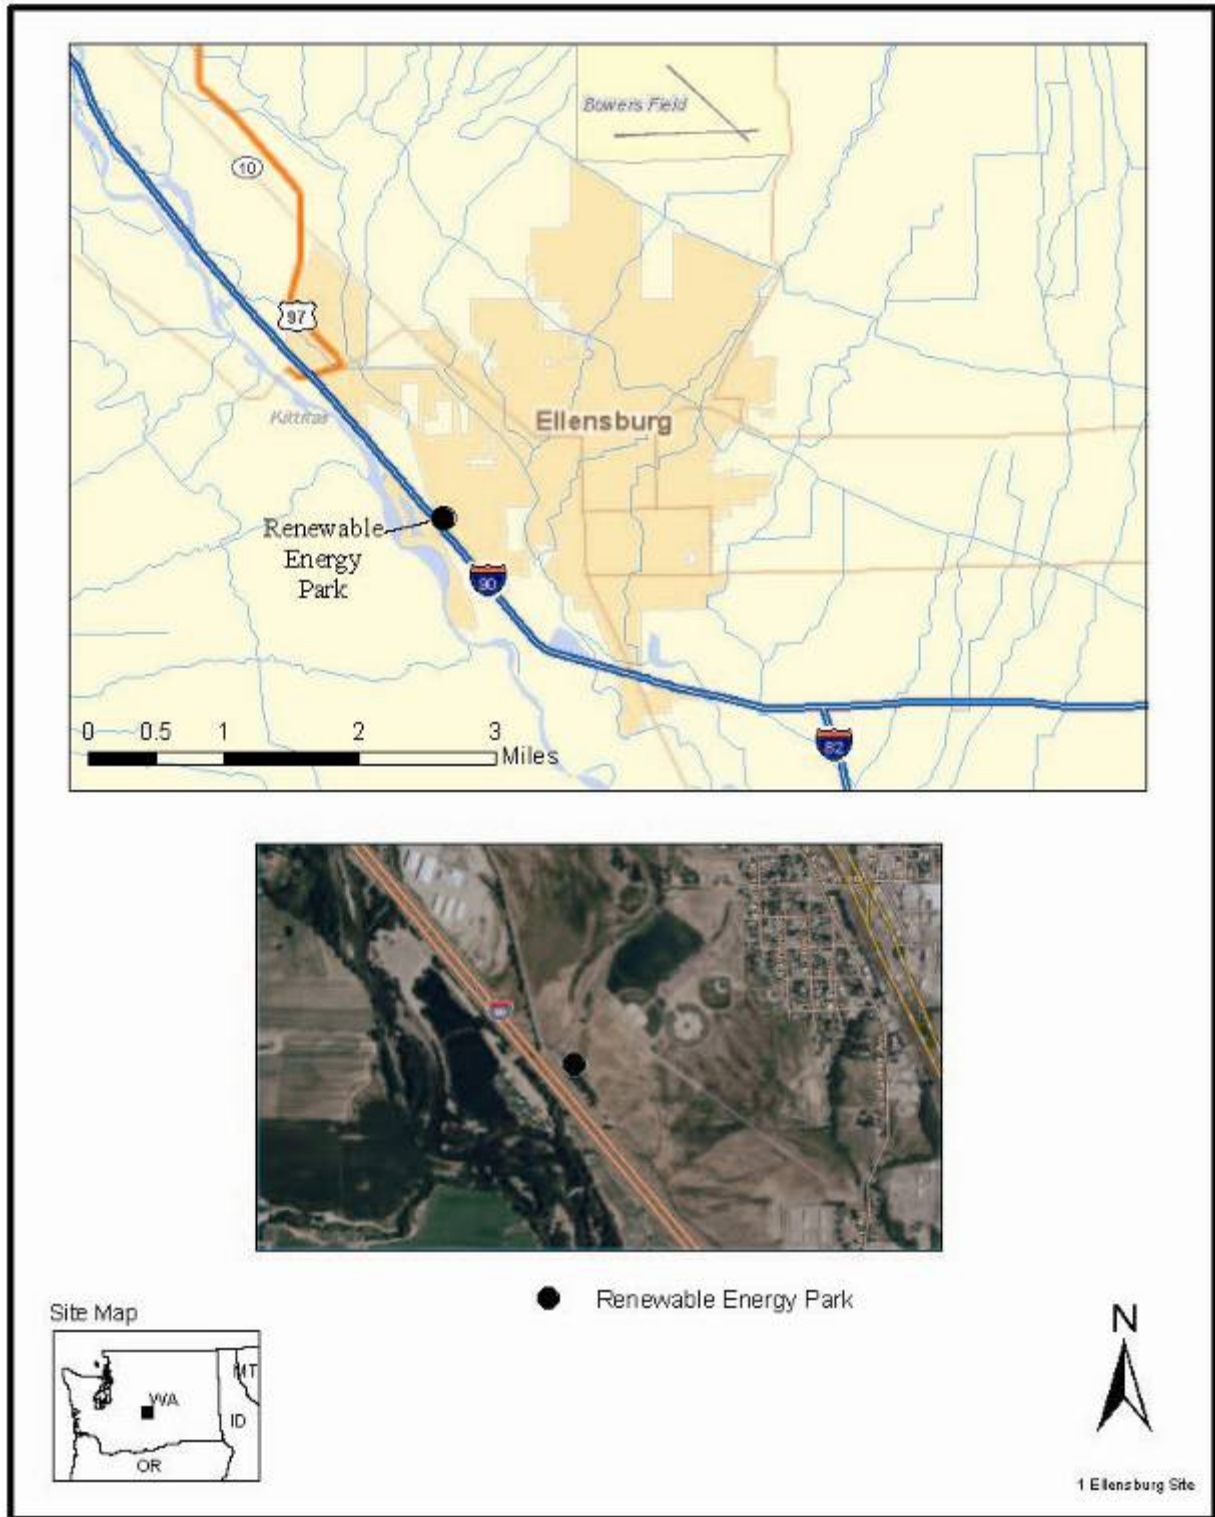 Bowers Field
10
97
Kittitas
Ellensburg
Renewable
Energy
Park
90
0 0.5 1 2 3
Miles
82
90
Renewable Energy Park
Site Map
WA
MT
ID
OR
N
1 Ellensburg Site